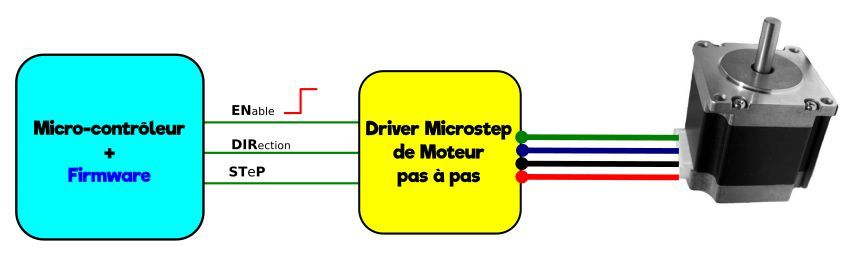 Micro-contrôleur
+
Firmware
ENable
DIRection
STeP
Driver Microstep
de Moteur
pas à pas